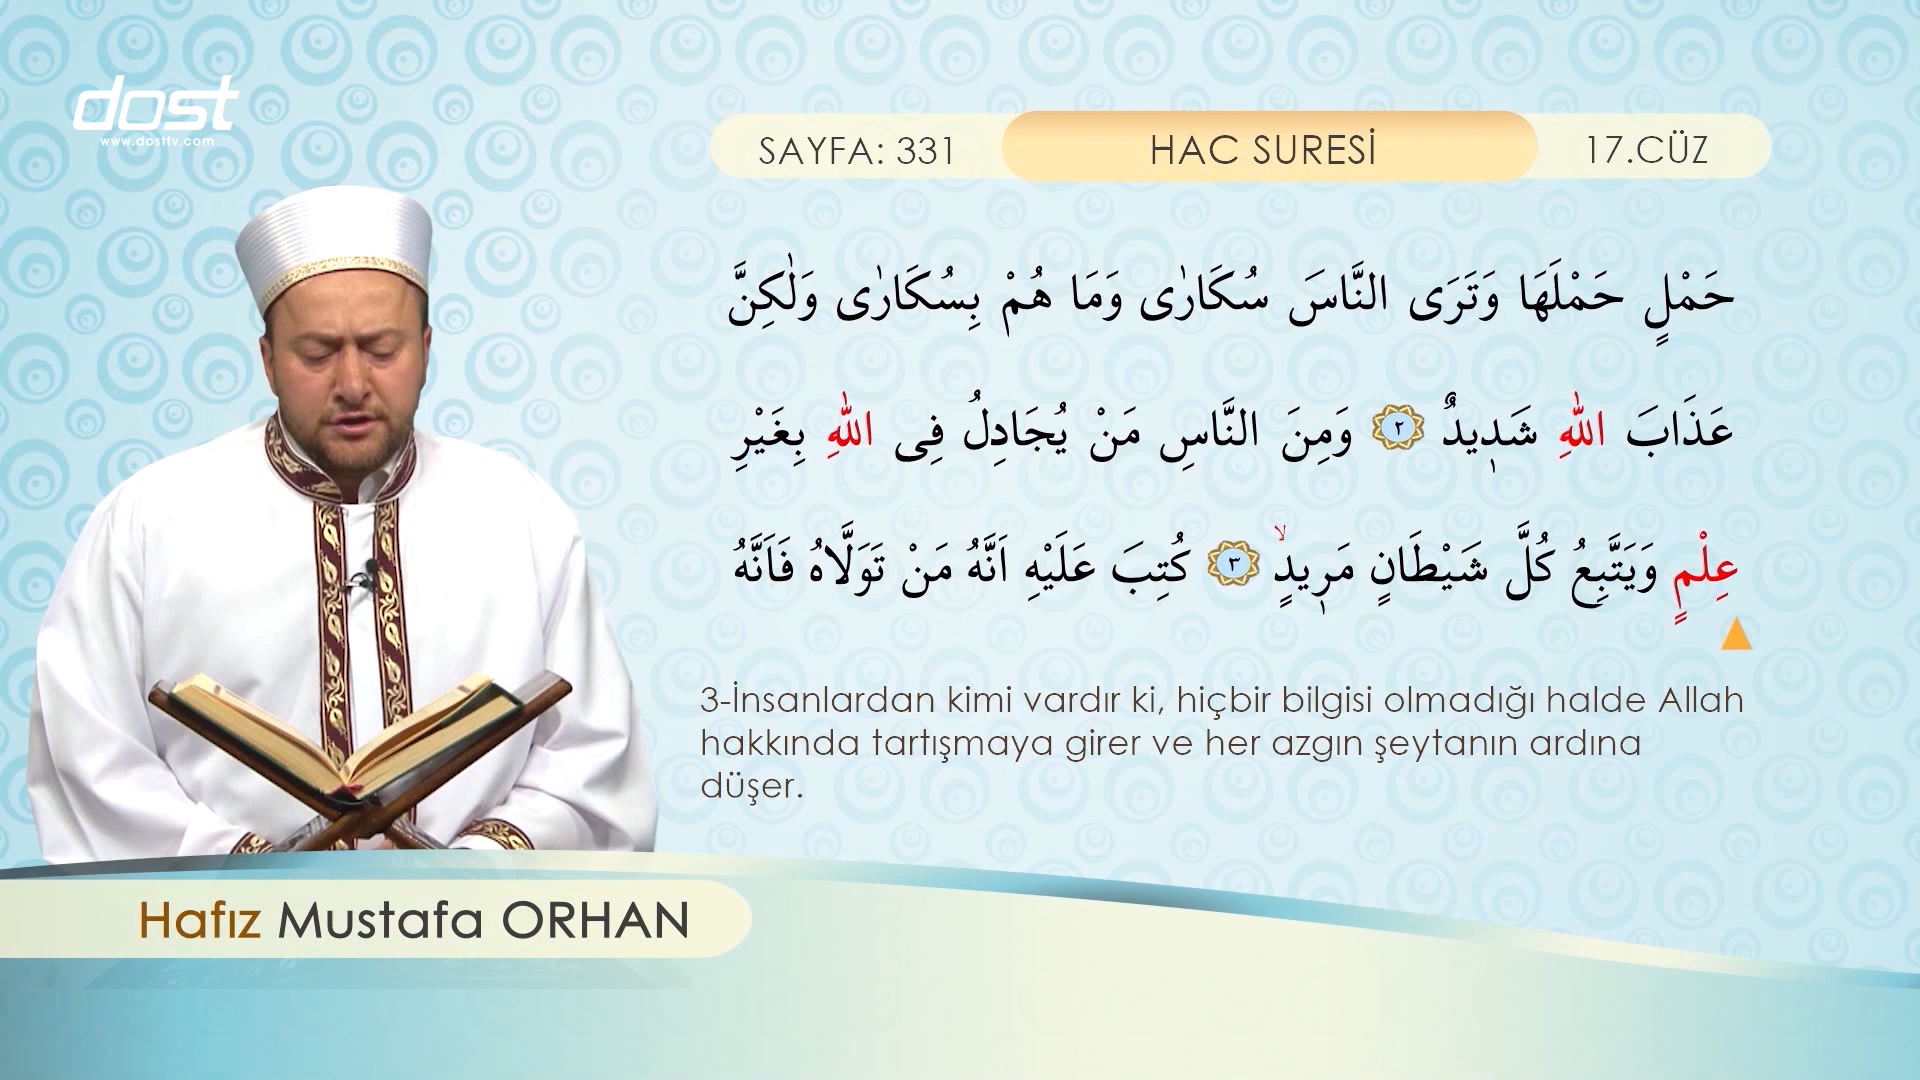 dost
www.dosttv.com
SAYFA: 331
HAC SURESİ
17.CÜZ
حَمْلٍ حَمْلَهَا وَتَرَى النَّاسَ سُكَارٰى وَمَا هُمْ بِسُكَارٰى وَلٰكِنَّ
عَذَابَ اللّٰهِ شَدٖيدٌ ﴿٢﴾ وَمِنَ النَّاسِ مَنْ يُجَادِلُ فِى اللّٰهِ بِغَيْرِ
عِلْمٍ وَيَتَّبِعُ كُلَّ شَيْطَانٍ مَرٖيدٍۙ ﴿٣﴾ كُتِبَ عَلَيْهِ اَنَّهُ مَنْ تَوَلَّاهُ فَاَنَّهُ
3-İnsanlardan kimi vardır ki, hiçbir bilgisi olmadığı halde Allah
hakkında tartışmaya girer ve her azgın şeytanın ardına
düşer.
Hafız Mustafa ORHAN